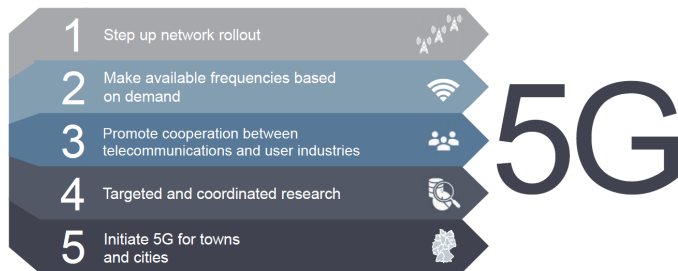 1 Step up network rollout
2 Make available frequencies based
on demand
3 Promote cooperation between
telecommunications and user industries
4 Targeted and coordinated research
5 Initiate 5G for towns
and cities
5G